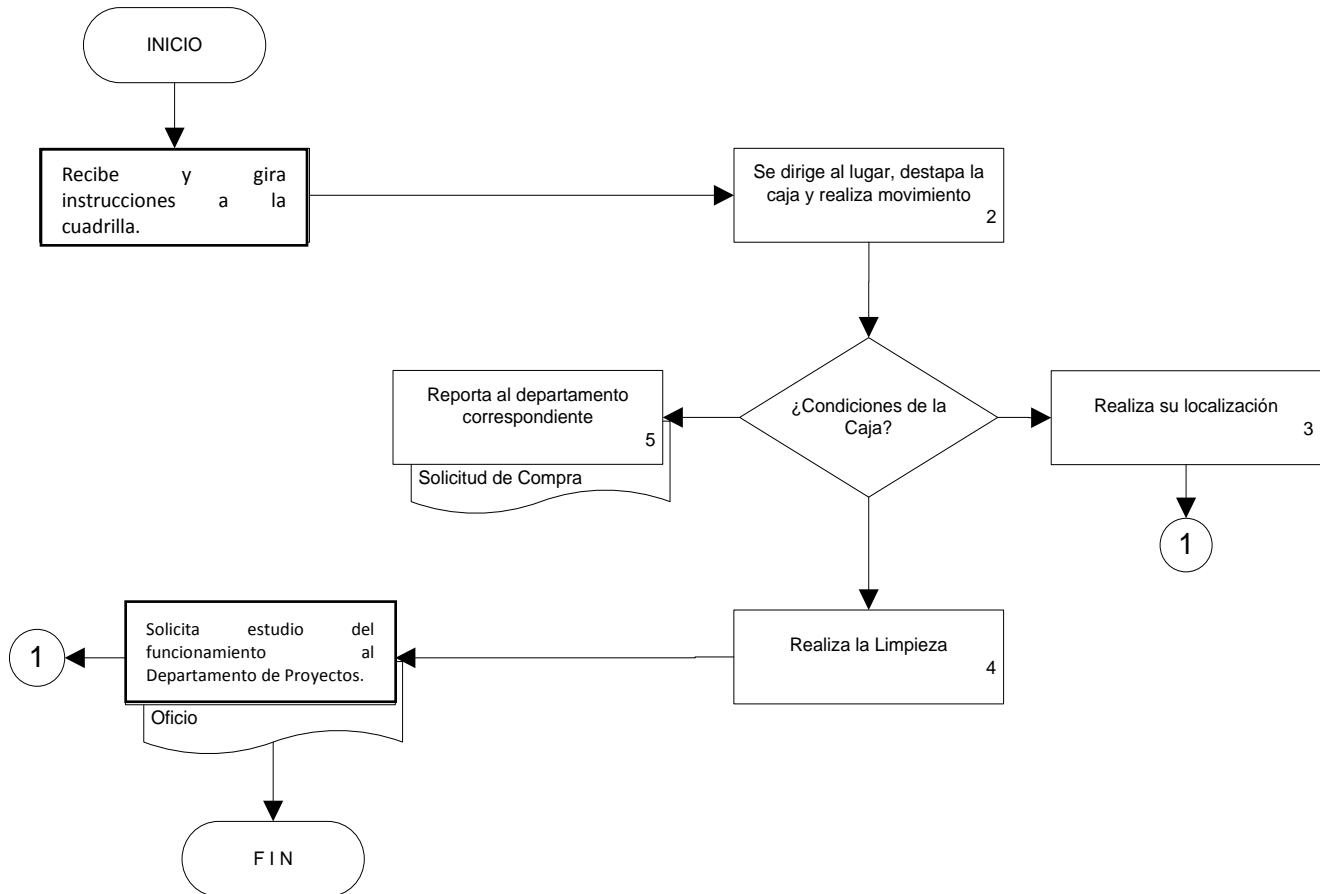 INICIO
Recibe y gira
instrucciones a la
cuadrilla.
Se dirige al lugar, destapa la
caja y realiza movimiento
2
¿Condiciones de la
Caja?
Reporta al departamento
correspondiente
5
Solicitud de Compra
Realiza su localización
3
1
Realiza la Limpieza
4
Solicita estudio del
funcionamiento al
Departamento de Proyectos.
Oficio
1
F I N